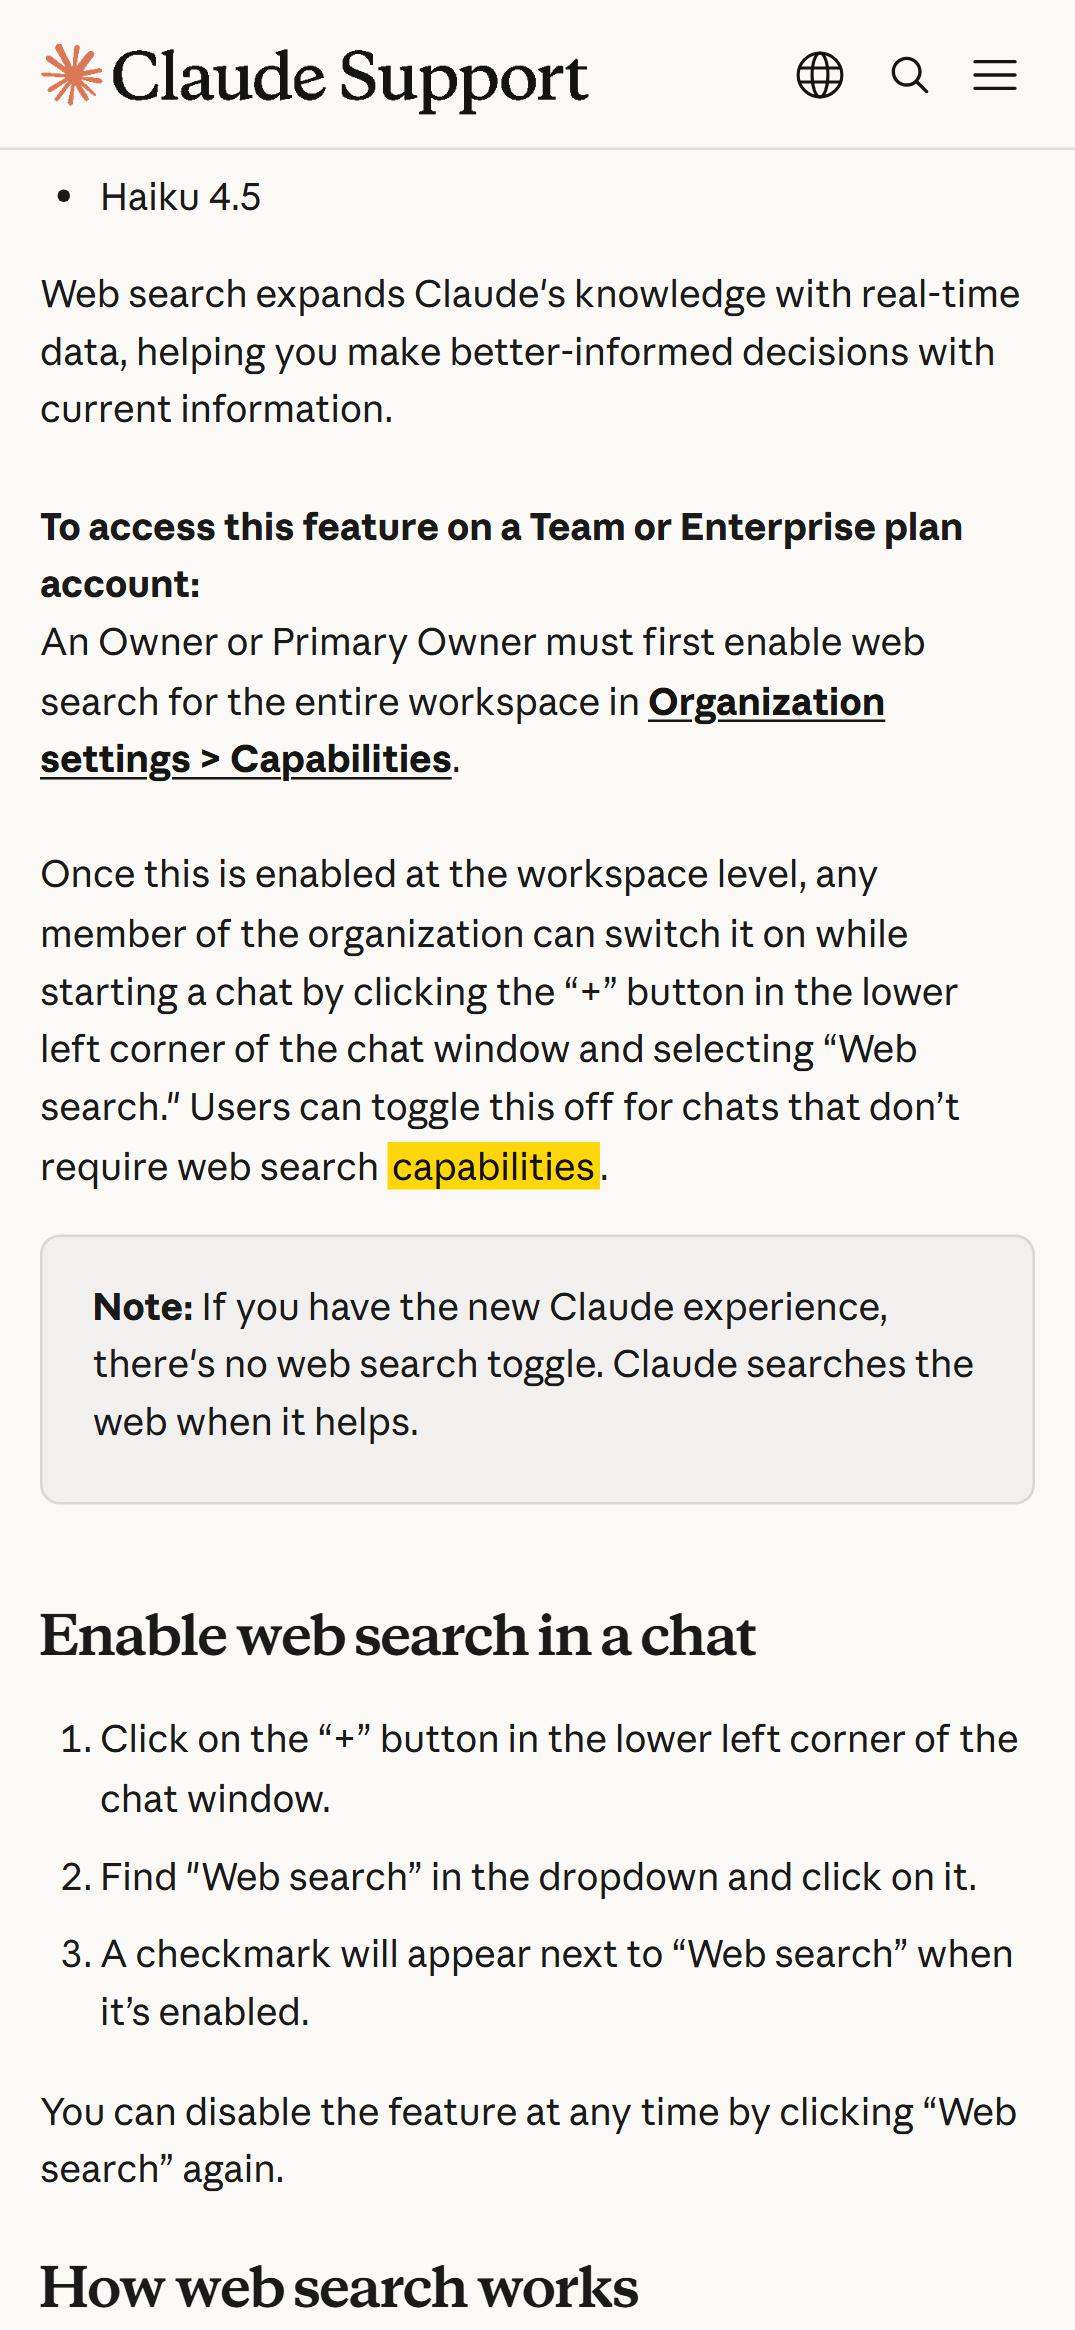 Claude Support
• Haiku 4.5
Web search expands Claude's knowledge with real-time
data, helping you make better-informed decisions with
current information.
To access this feature on a Team or Enterprise plan
account:
An Owner or Primary Owner must first enable web
search for the entire workspace in Organization
settings > Capabilities.
Once this is enabled at the workspace level, any
member of the organization can switch it on while
starting a chat by clicking the “+” button in the lower
left corner of the chat window and selecting “Web
search." Users can toggle this off for chats that don’t
require web search capabilities.
Note: If you have the new Claude experience,
there's no web search toggle. Claude searches the
web when it helps.
Enable web search in a chat
1. Click on the “+” button in the lower left corner of the
chat window.
2. Find "Web search” in the dropdown and click on it.
3. A checkmark will appear next to “Web search” when
it’s enabled.
You can disable the feature at any time by clicking “Web
search” again.
How web search works